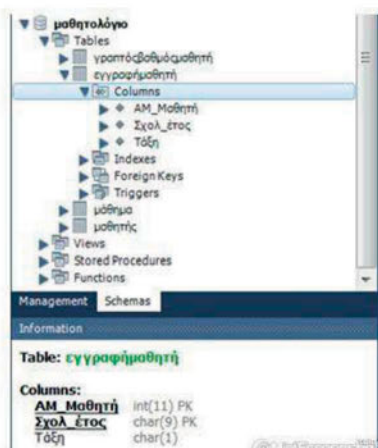 μαθητολόγιο
Tables
γραπτόςβαθμόςμαθητή
εγγραφήμαθητή
Columns
ΑΜ_Μαθητή
Σχολ_έτος
Τάξη
Indexes
Foreign Keys
Triggers
μάθημα
μαθητής
Views
Stored Procedures
Functions
Management Schemas
Information
Table: εγγραφήμαθητή
Columns:
ΑΜ_Μαθητή int(11) PK
Σχολ_έτος char(9) PK
Τάξη char(1)